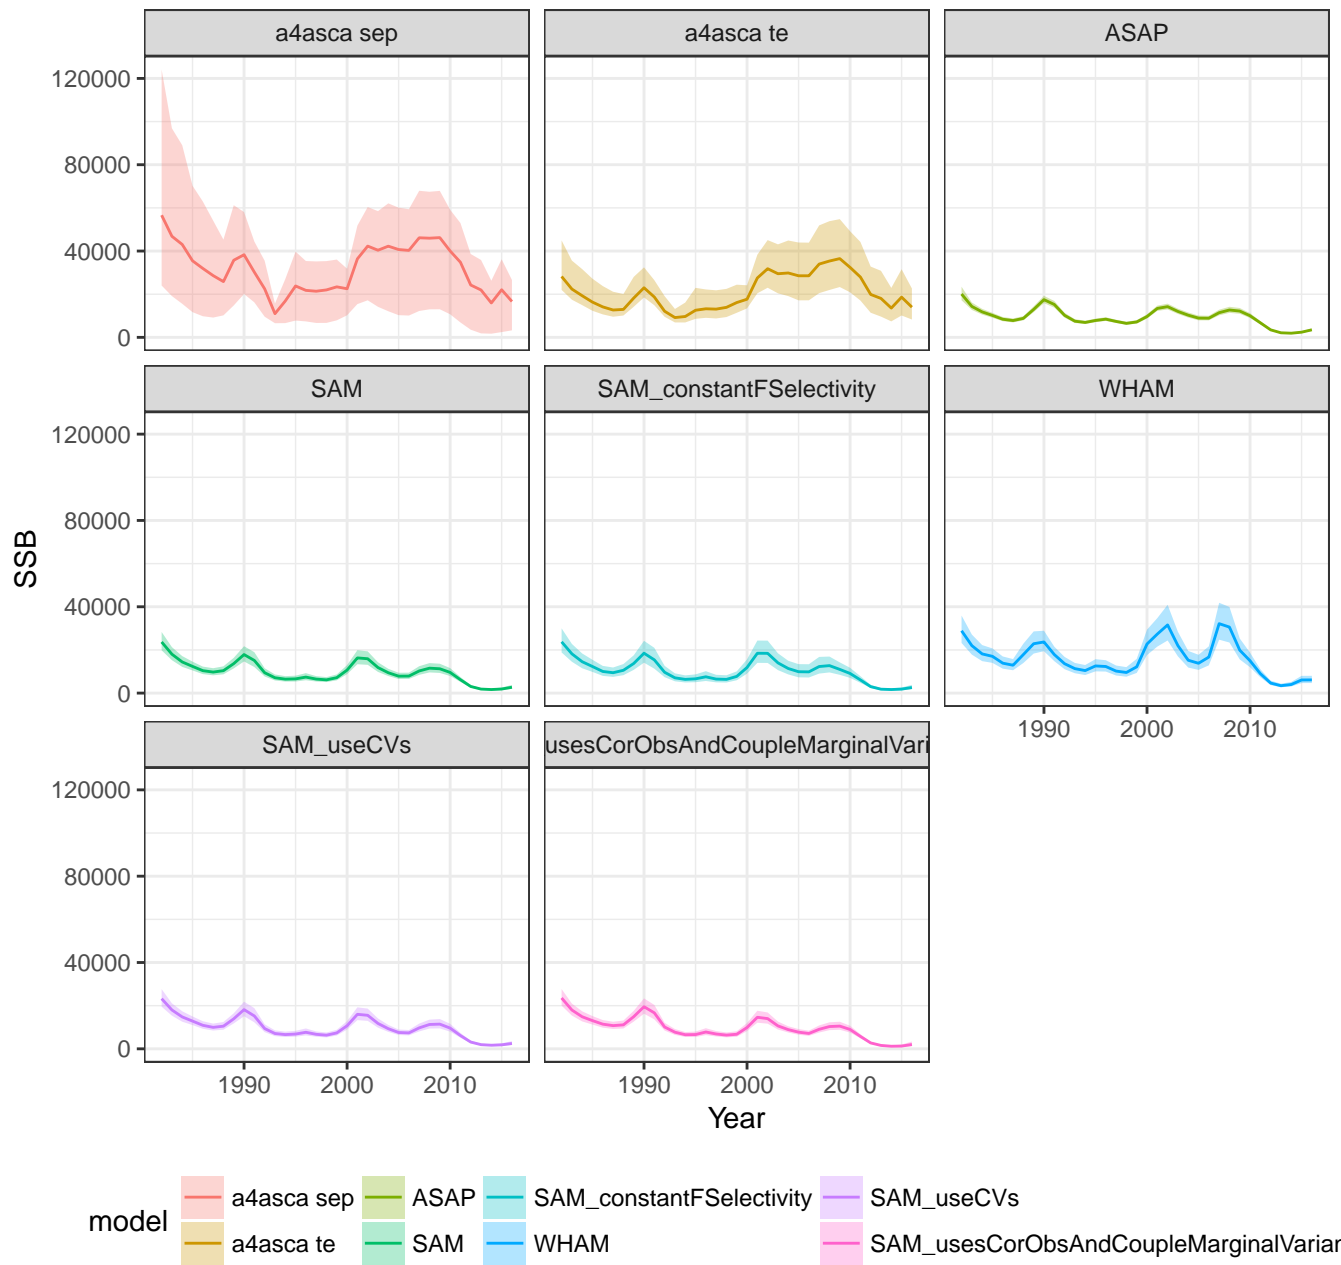 a4asca sep
a4asca te
ASAP
120000
80000
40000
0
SAM
SAM_constantFSelectivity
WHAM
120000
80000
40000
0
1990
2000
2010
SAM_useCVs
usesCorObsAndCoupleMarginalVari
120000
80000
40000
0
1990
2000
2010
1990
2000
2010
SSB
Year
model
a4asca sep
ASAP
SAM_constantFSelectivity
SAM_useCVs
a4asca te
SAM
WHAM
SAM_usesCorObsAndCoupleMarginalVarian